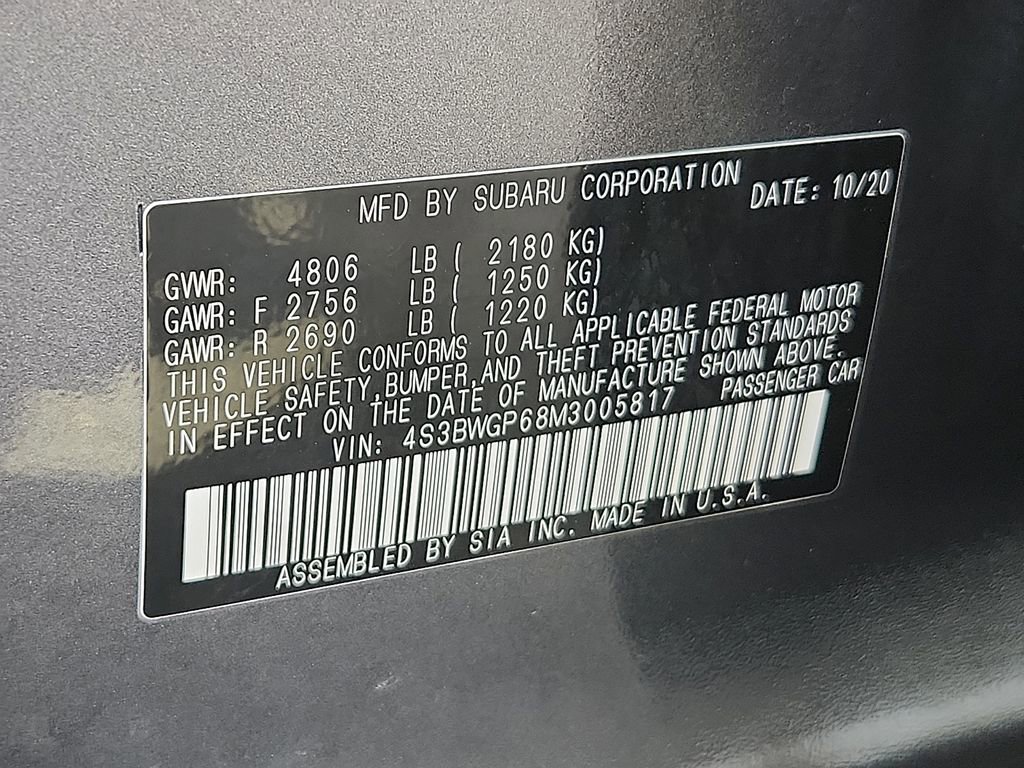 MFD BY SUBARU CORPORATION DATE: 10/20
GVWR: 4806 LB ( 2180 KG)
GAWR: F 2756 LB ( 1250 KG)
GAWR: R 2690 LB ( 1220 KG)
THIS VEHICLE CONFORMS TO ALL APPLICABLE FEDERAL MOTOR
VEHICLE SAFETY, BUMPER, AND THEFT PREVENTION STANDARDS
IN EFFECT ON THE DATE OF MANUFACTURE SHOWN ABOVE.
VIN: 4S3BWGP68M3005817 PASSENGER CAR
ASSEMBLED BY SIA INC. MADE IN U.S.A.